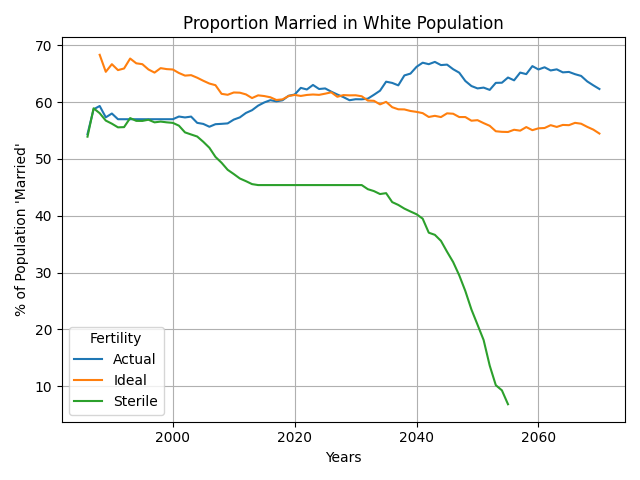 Proportion Married in White Population
% of Population 'Married'
70
60
50
40
30
20
10
Fertility
Actual
Ideal
Sterile
2000 2020 2040 2060
Years